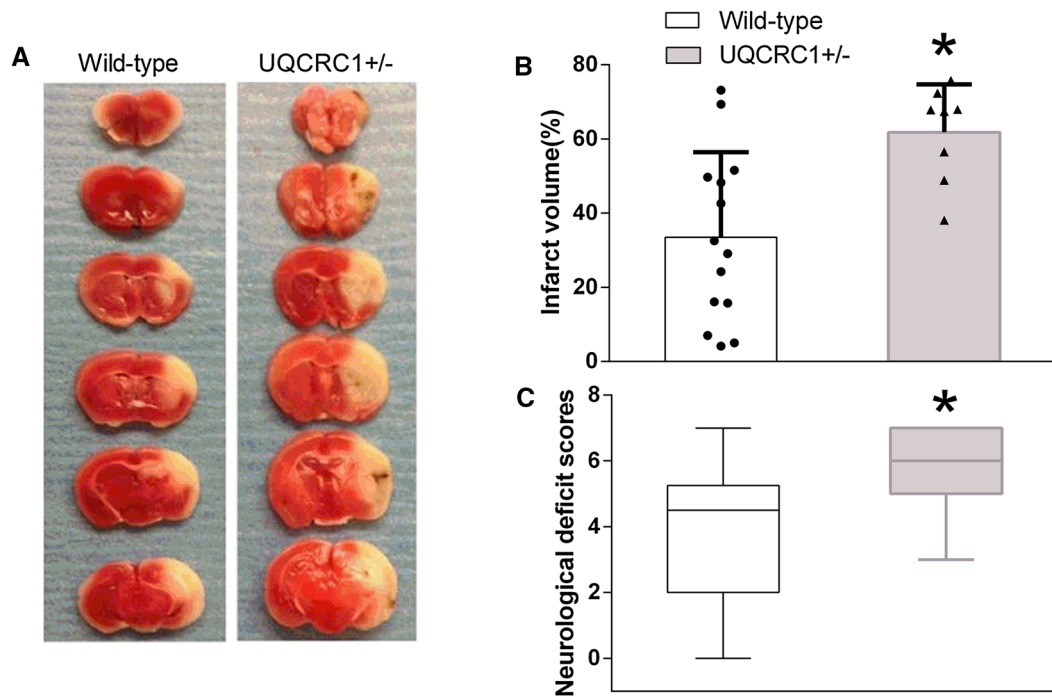 A
Wild-type
UQCRC1+/-
Wild-type
UQCRC1+/-
B
*
Infarct volume(%)
80
60
40
20
0
C
*
Neurological deficit scores
8
6
4
2
0